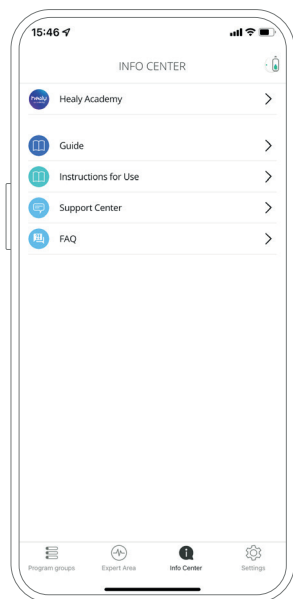 15:46
INFO CENTER
healy
Healy Academy
Guide
Instructions for Use
Support Center
FAQ
Program groups
Expert Area
Info Center
Settings